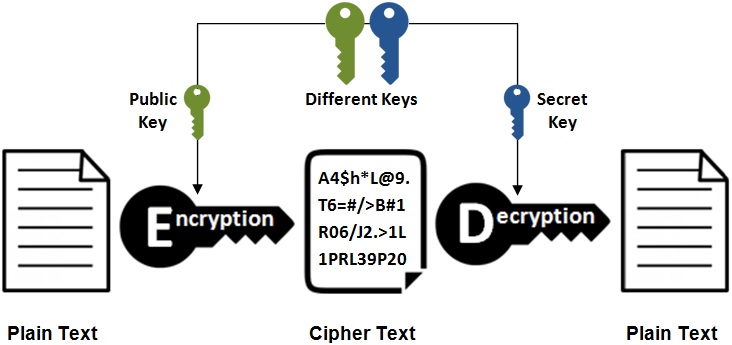 Different Keys
Public
Key
Secret
Key
Encryption
A4$h*L@9.
T6=#/>B#1
R06/J2.>1L
1PRL39P20
Decryption
Plain Text
Cipher Text
Plain Text